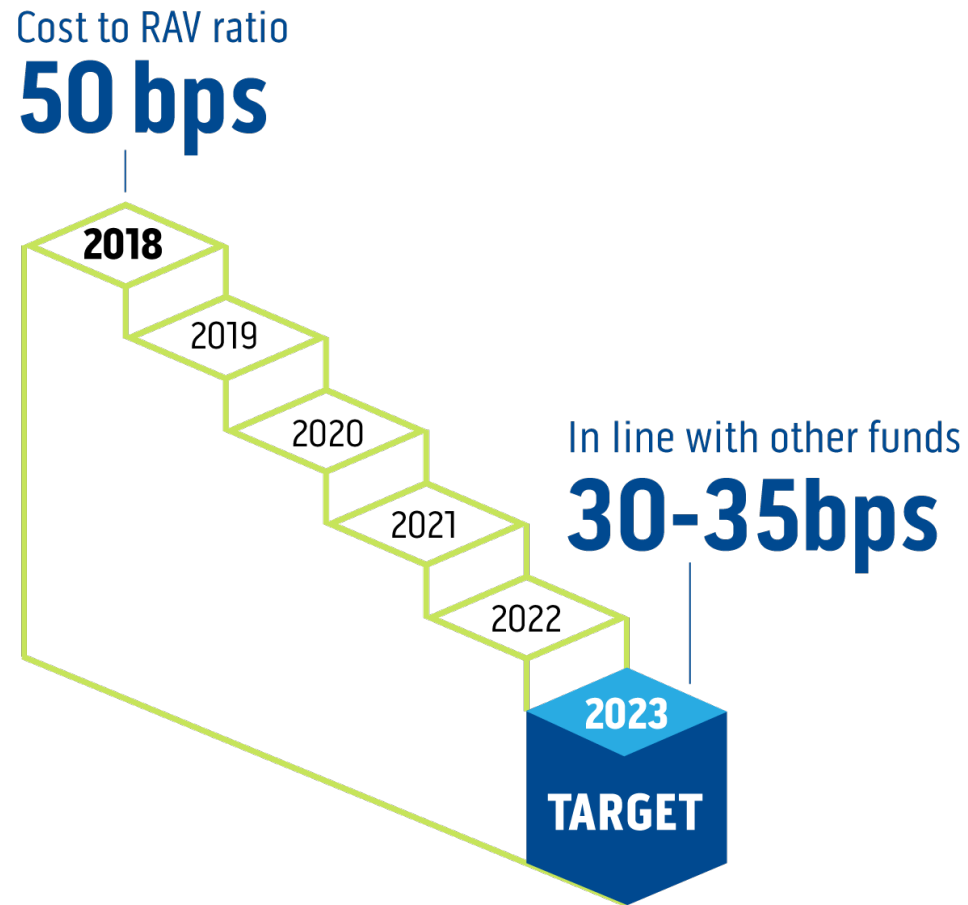 Cost to RAV ratio
50 bps
2018
2019
2020
2021
In line with other funds
30-35bps
2022
2023
TARGET